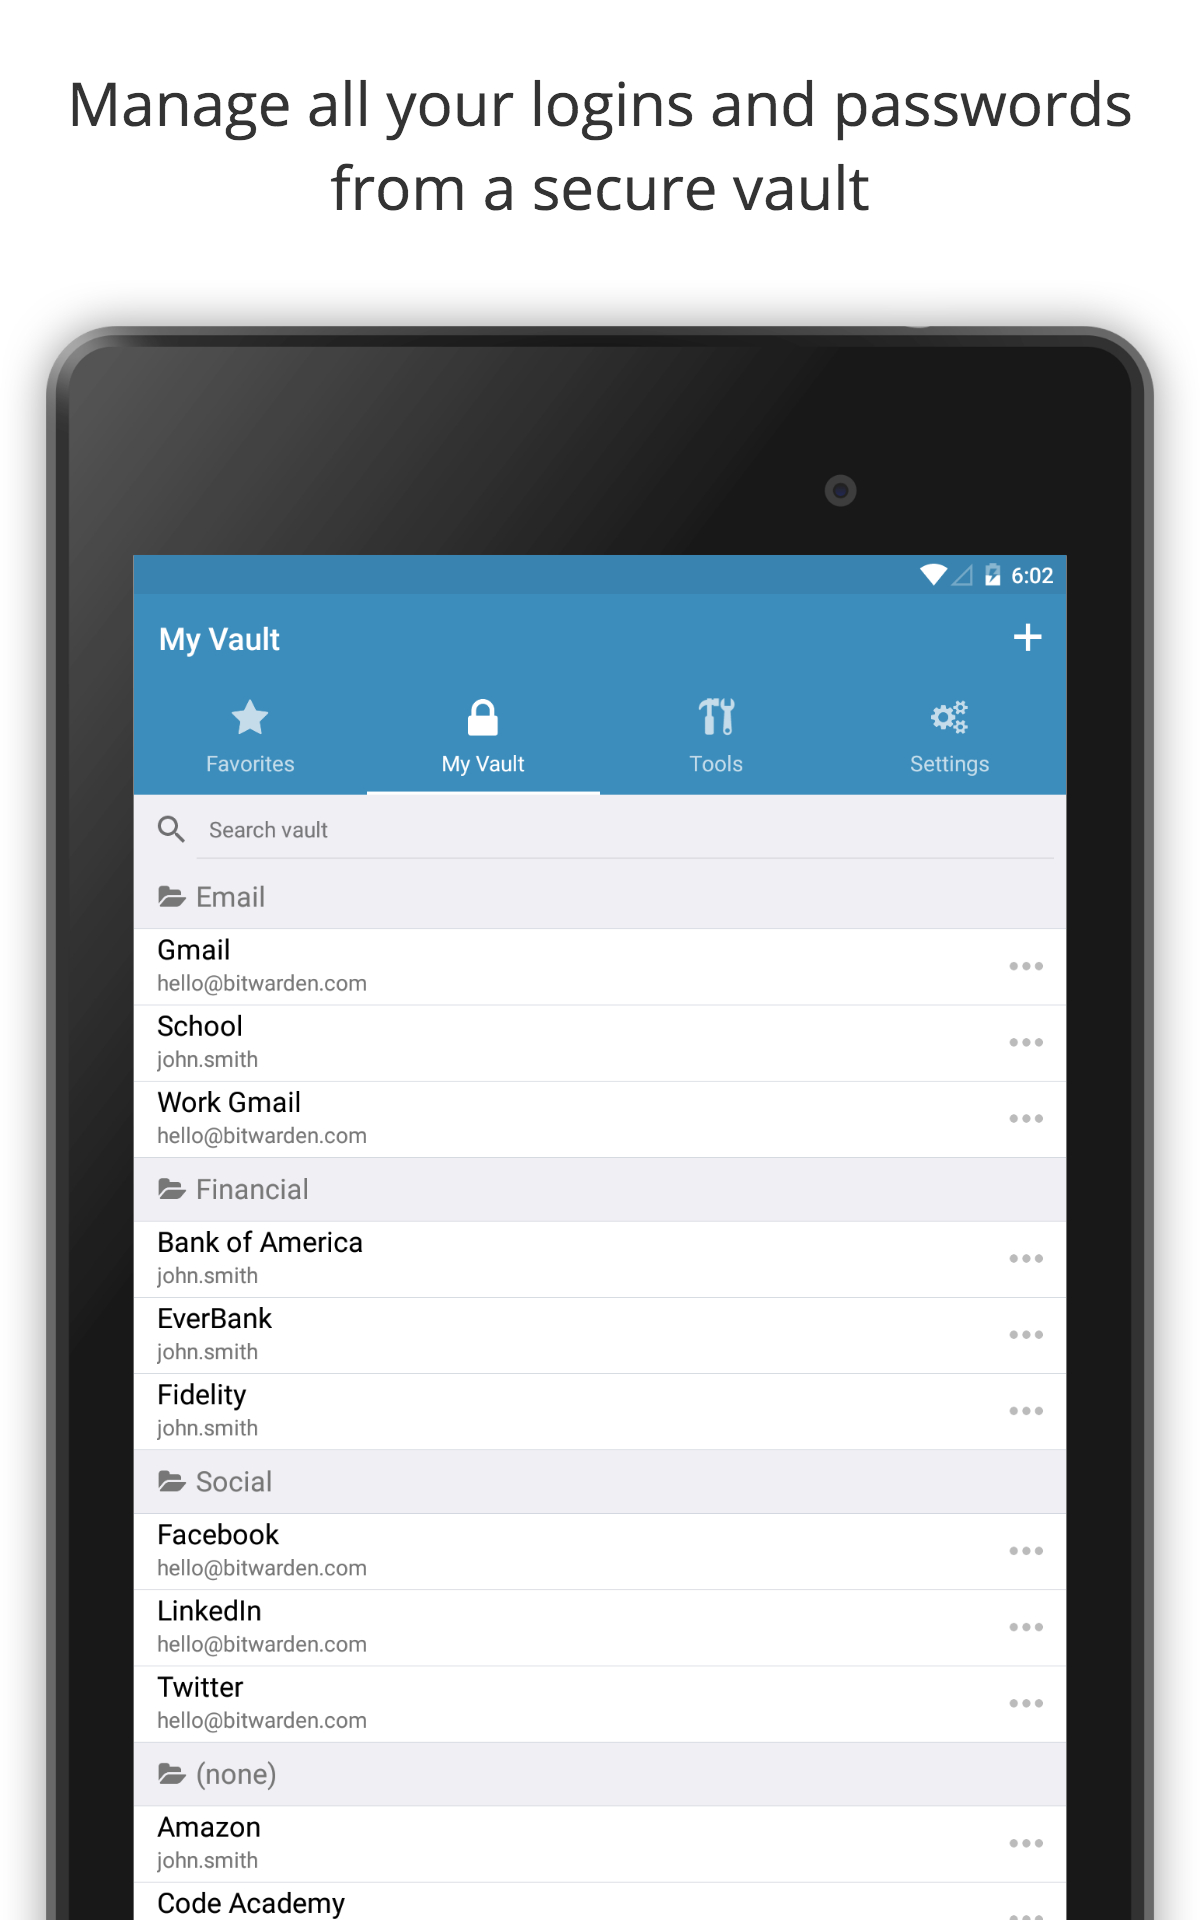 Manage all your logins and passwords
from a secure vault
6:02
My Vault
Favorites
My Vault
Tools
Settings
Search vault
Email
Gmail
hello@bitwarden.com
School
john.smith
Work Gmail
hello@bitwarden.com
Financial
Bank of America
john.smith
EverBank
john.smith
Fidelity
john.smith
Social
Facebook
hello@bitwarden.com
LinkedIn
hello@bitwarden.com
Twitter
hello@bitwarden.com
(none)
Amazon
john.smith
Code Academy